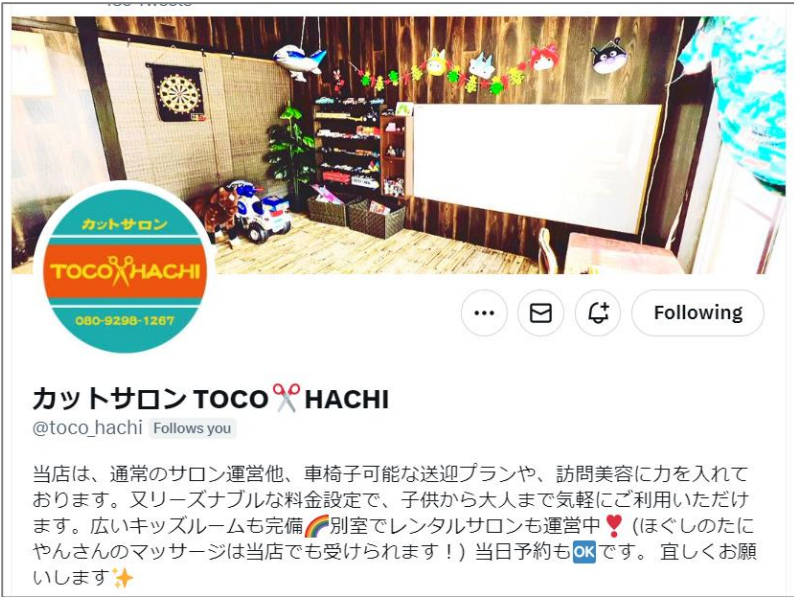 カットサロン
TOCO HACHI
080-9298-1267
Following
カットサロン TOCO✂️HACHI
@toco_hachi Follows you
当店は、通常のサロン運営他、車椅子可能な送迎プランや、訪問美容に力を入れて
おります。又リーズナブルな料金設定で、子供から大人まで気軽にご利用いただけ
ます。広いキッズルームも完備🌈別室でレンタルサロンも運営中❣️ (ほぐしのたに
やんさんのマッサージは当店でも受けられます！) 当日予約も🆗です。 宜しくお願
いします✨